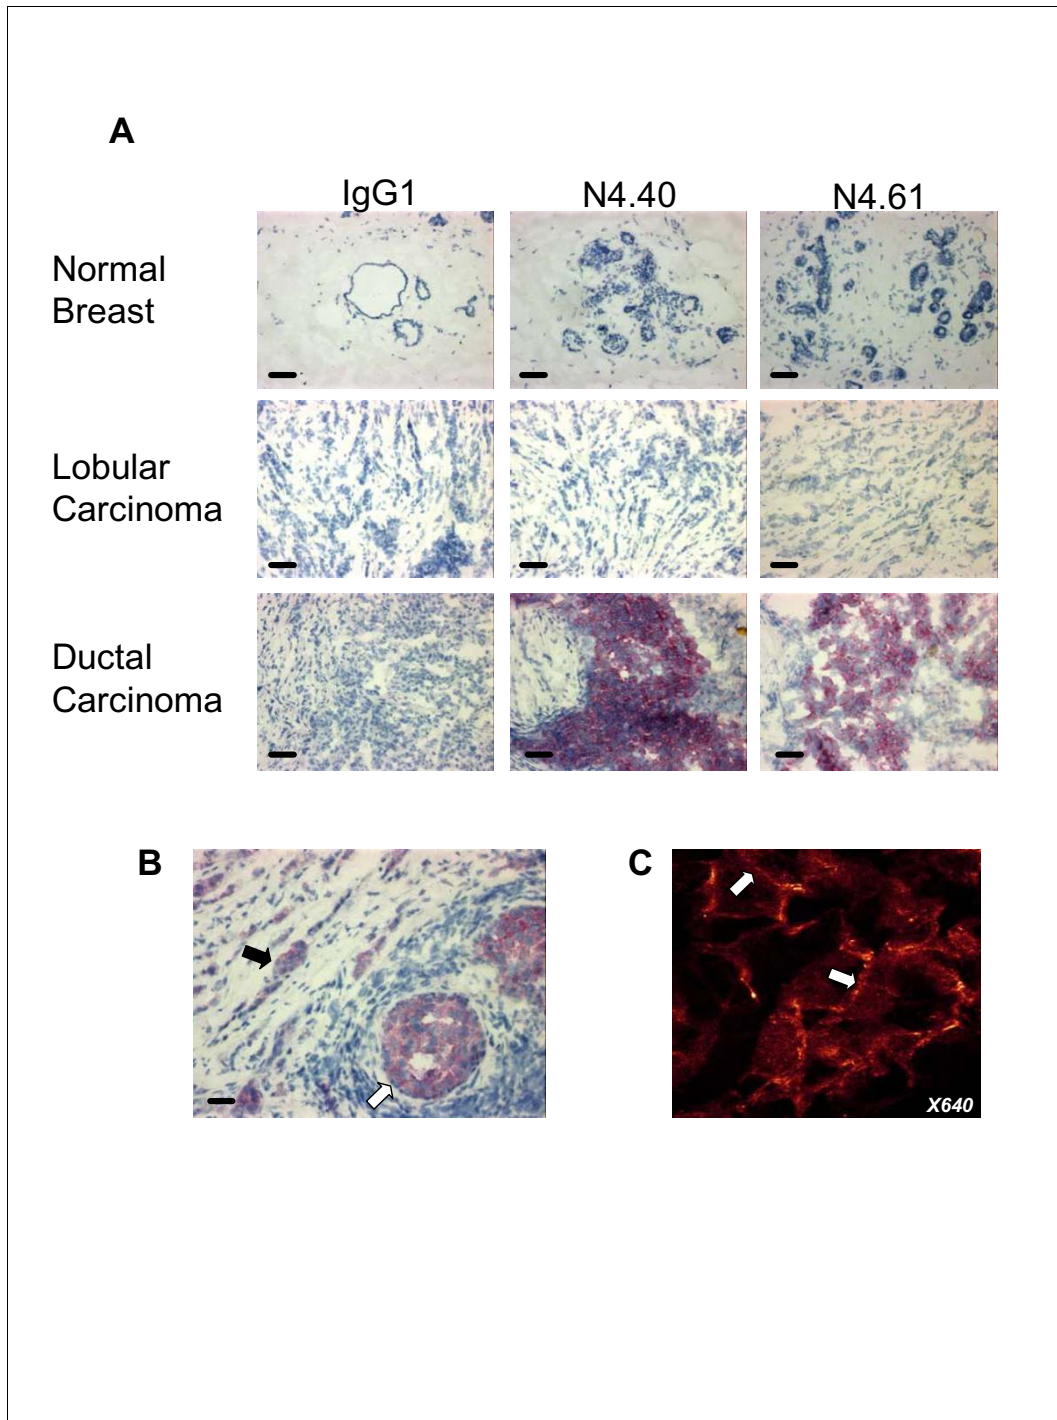 A
IgG1 N4.40 N4.61
Normal
Breast
Lobular
Carcinoma
Ductal
Carcinoma
B
C
X640